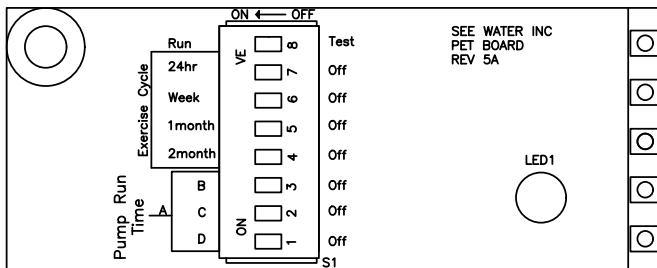 ON ← OFF
Run 8 Test
24hr 7 Off
Week 6 Off
1month 5 Off
2month 4 Off
B 3 Off
C 2 Off
D 1 Off
A
VE
ON
Exercise Cycle
Pump Run
Time
S1
SEE WATER INC
PET BOARD
REV 5A
LED1